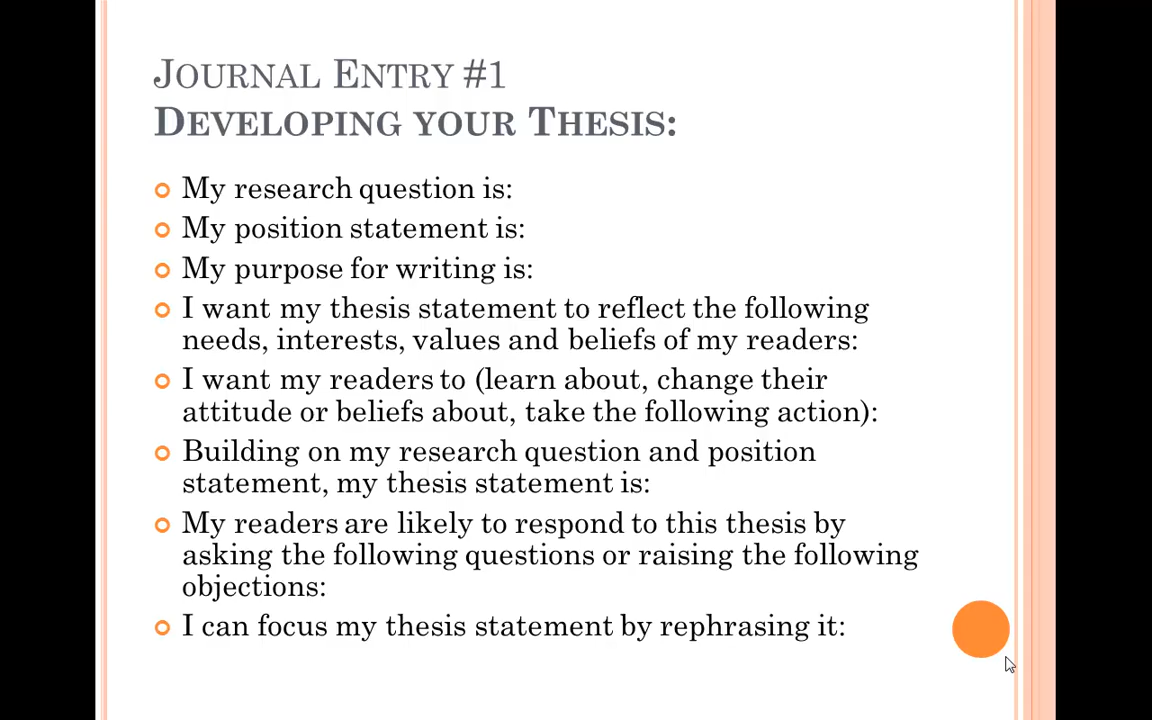 JOURNAL ENTRY #1
DEVELOPING YOUR THESIS:
My research question is:
My position statement is:
My purpose for writing is:
I want my thesis statement to reflect the following
needs, interests, values and beliefs of my readers:
I want my readers to (learn about, change their
attitude or beliefs about, take the following action):
Building on my research question and position
statement, my thesis statement is:
My readers are likely to respond to this thesis by
asking the following questions or raising the following
objections:
I can focus my thesis statement by rephrasing it: